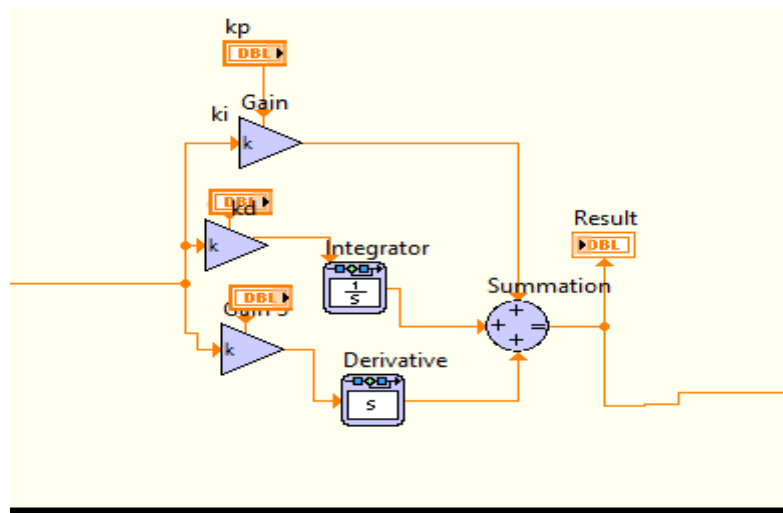 kp
DBL
Gain
ki
k
DBL
kd
k
Integrator
1
s
Result
DBL
Summation
+
+ =
+
DBL
k
Derivative
s